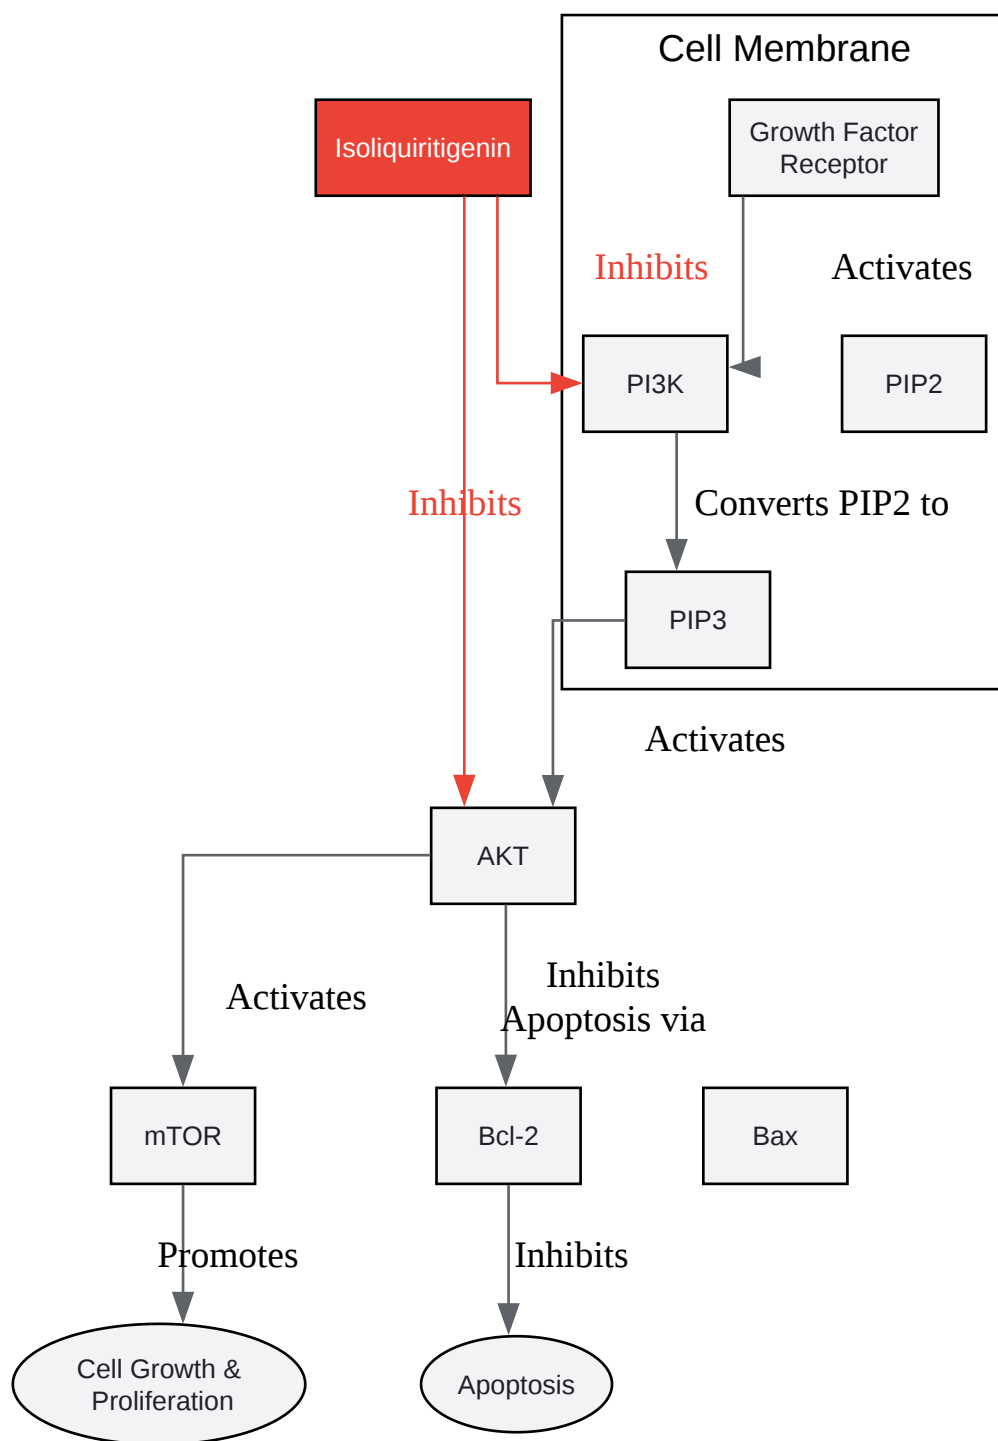 Cell Membrane
Isoliquiritigenin
Growth Factor
Receptor
Inhibits
Activates
PI3K
PIP2
Inhibits
Converts PIP2 to
PIP3
Activates
AKT
Activates
Inhibits
Apoptosis via
mTOR
Bcl-2
Bax
Promotes
Inhibits
Cell Growth &
Proliferation
Apoptosis